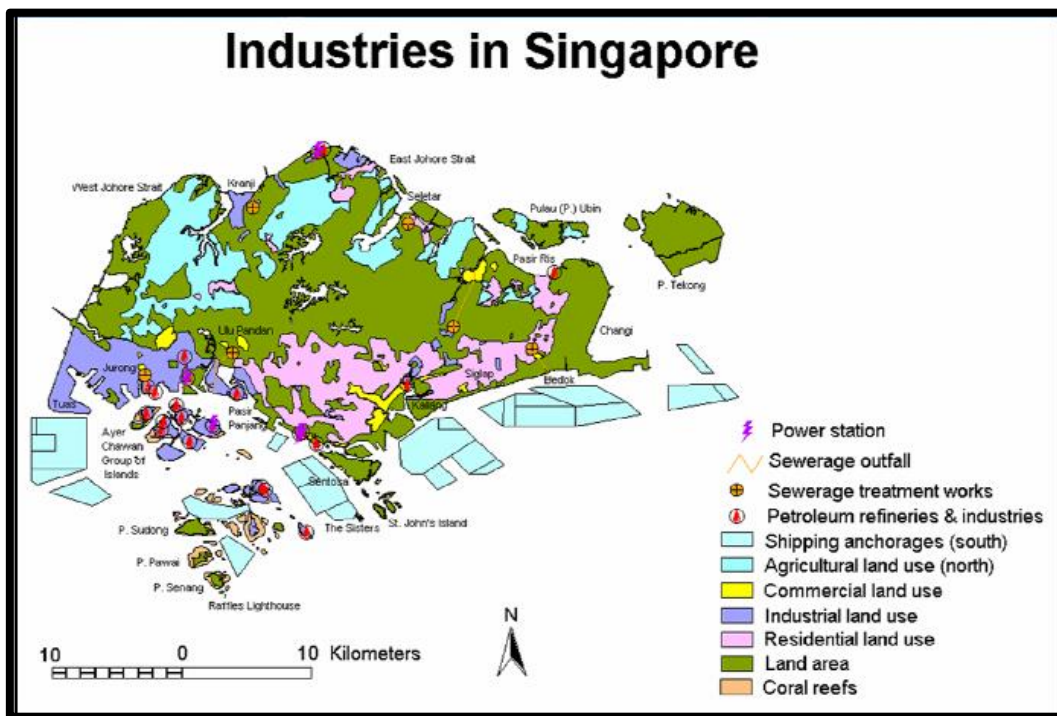 Industries in Singapore
East Johore Strait
West Johore Strait
Kranji
Seletar
Pulau (P.) Ubin
Pasir Ris
P. Tekong
Changi
Ulu Pandan
Jurong
Siglap
Bedok
Tuas
Kallang
Pasir
Panjang
Ayer
Chawan
Group of
Islands
Sentosa
St. John's Island
The Sisters
P. Sudong
P. Pawai
P. Senang
Raffles Lighthouse
Power station
Sewerage outfall
Sewerage treatment works
Petroleum refineries & industries
Shipping anchorages (south)
Agricultural land use (north)
Commercial land use
Industrial land use
Residential land use
Land area
Coral reefs
N
10 0 10 Kilometers